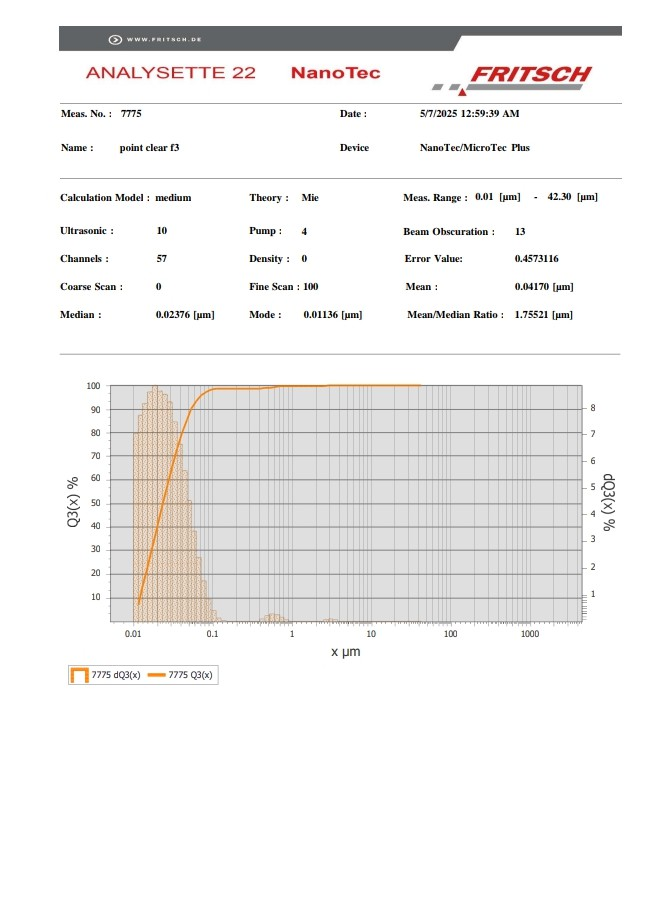 WWW.FRITSCH.DE
ANALYSETTE 22 NanoTec FRITSCH
Meas. No. : 7775 Date : 5/7/2025 12:59:39 AM
Name : point clear f3 Device NanoTec/MicroTec Plus
Calculation Model : medium Theory : Mie Meas. Range : 0.01 [µm] - 42.30 [µm]
Ultrasonic : 10 Pump : 4 Beam Obscuration : 13
Channels : 57 Density : 0 Error Value: 0.4573116
Coarse Scan : 0 Fine Scan : 100 Mean : 0.04170 [µm]
Median : 0.02376 [µm] Mode : 0.01136 [µm] Mean/Median Ratio : 1.75521 [µm]
100
90
80
70
60
50
40
30
20
10
Q3(x) %
8
7
6
5
4
3
2
1
dQ3(x) %
0.01 0.1 1 10 100 1000
x µm
7775 dQ3(x) 7775 Q3(x)